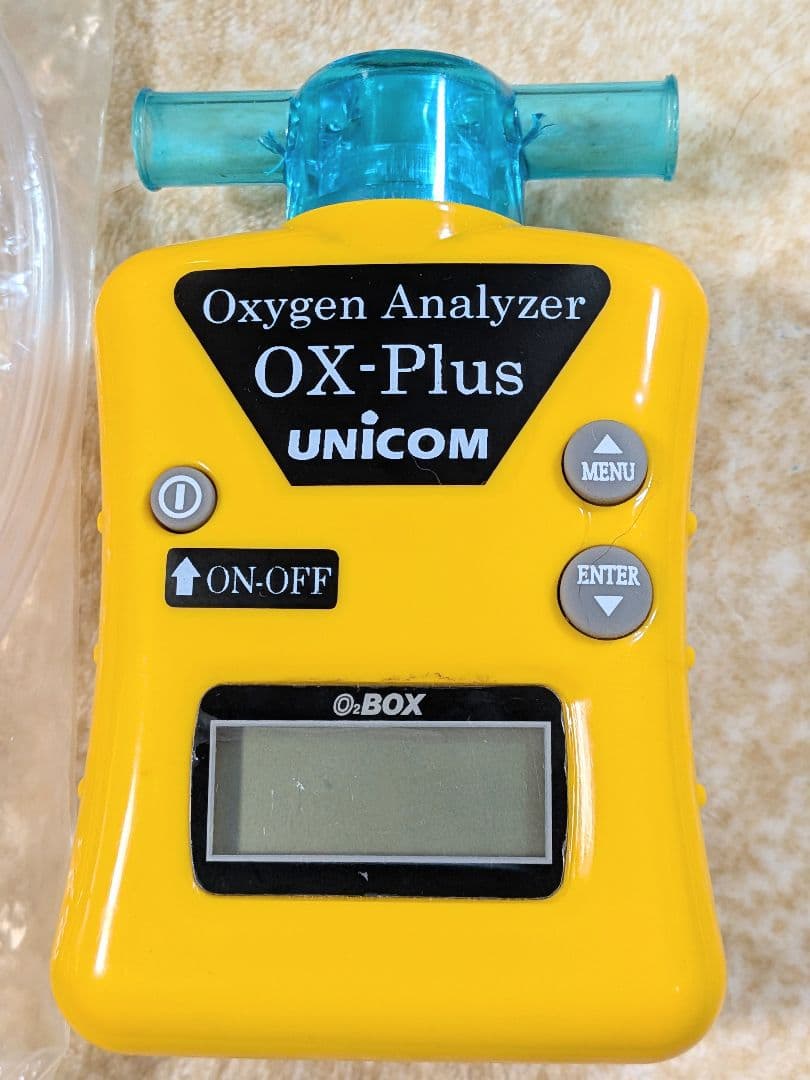 Oxygen Analyzer
OX-Plus
UNiCOM
MENU
ON-OFF
ENTER
O₂BOX